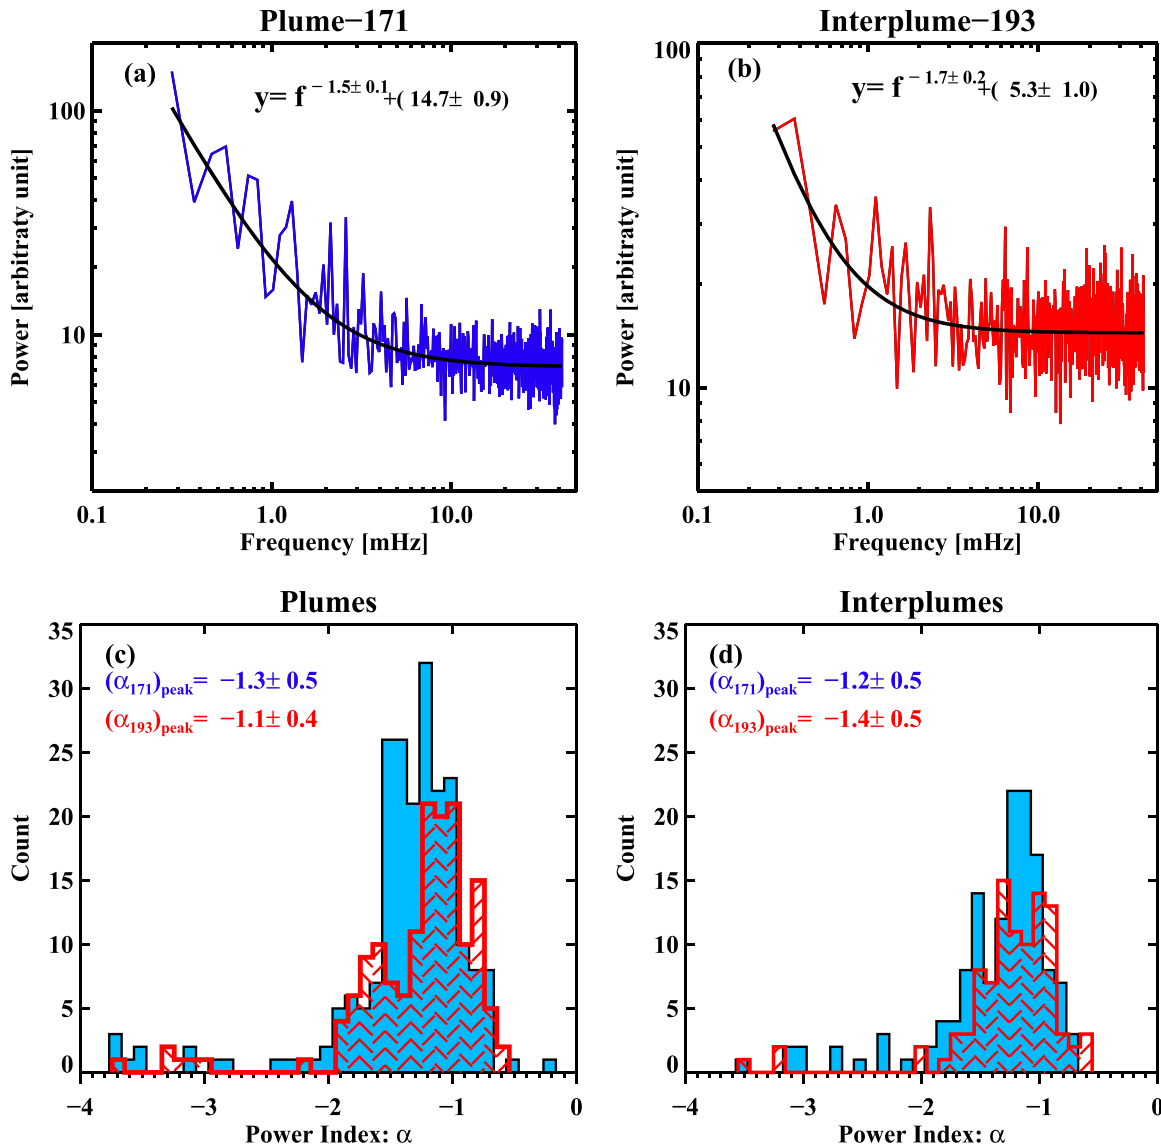 Plume−171
Interplume−193
(a)
y= f −1.5± 0.1 +( 14.7± 0.9)
(b)
y= f −1.7± 0.2 +( 5.3± 1.0)
Power [arbitraty unit]
100
10
0.1 1.0 10.0
Frequency [mHz]
Power [arbitraty unit]
100
10
0.1 1.0 10.0
Frequency [mHz]
Plumes
(c)
(α171)peak= −1.3± 0.5
(α193)peak= −1.1± 0.4
Count
35
30
25
20
15
10
5
0
−4 −3 −2 −1 0
Power Index: α
Interplumes
(d)
(α171)peak= −1.2± 0.5
(α193)peak= −1.4± 0.5
Count
35
30
25
20
15
10
5
0
−4 −3 −2 −1 0
Power Index: α